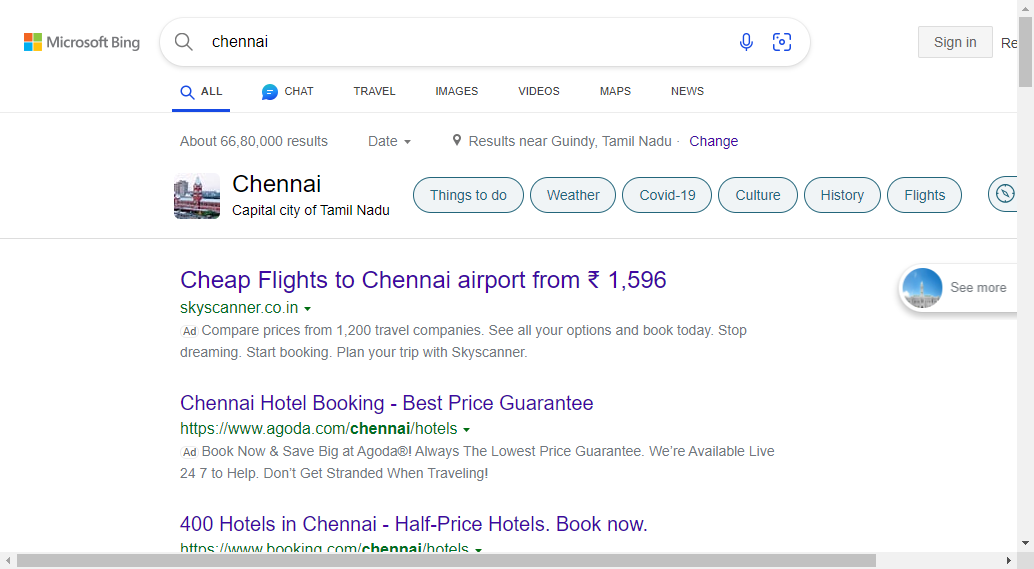 Microsoft Bing
chennai
Sign in
Re
ALL
CHAT
TRAVEL
IMAGES
VIDEOS
MAPS
NEWS
About 66,80,000 results
Date
Results near Guindy, Tamil Nadu ·
Change
Chennai
Capital city of Tamil Nadu
Things to do
Weather
Covid-19
Culture
History
Flights
Cheap Flights to Chennai airport from ₹ 1,596
skyscanner.co.in
Ad Compare prices from 1,200 travel companies. See all your options and book today. Stop
dreaming. Start booking. Plan your trip with Skyscanner.
See more
Chennai Hotel Booking - Best Price Guarantee
https://www.agoda.com/chennai/hotels
Ad Book Now & Save Big at Agoda®! Always The Lowest Price Guarantee. We’re Available Live
24 7 to Help. Don’t Get Stranded When Traveling!
400 Hotels in Chennai - Half-Price Hotels. Book now.
https://www.booking.com/chennai/hotels